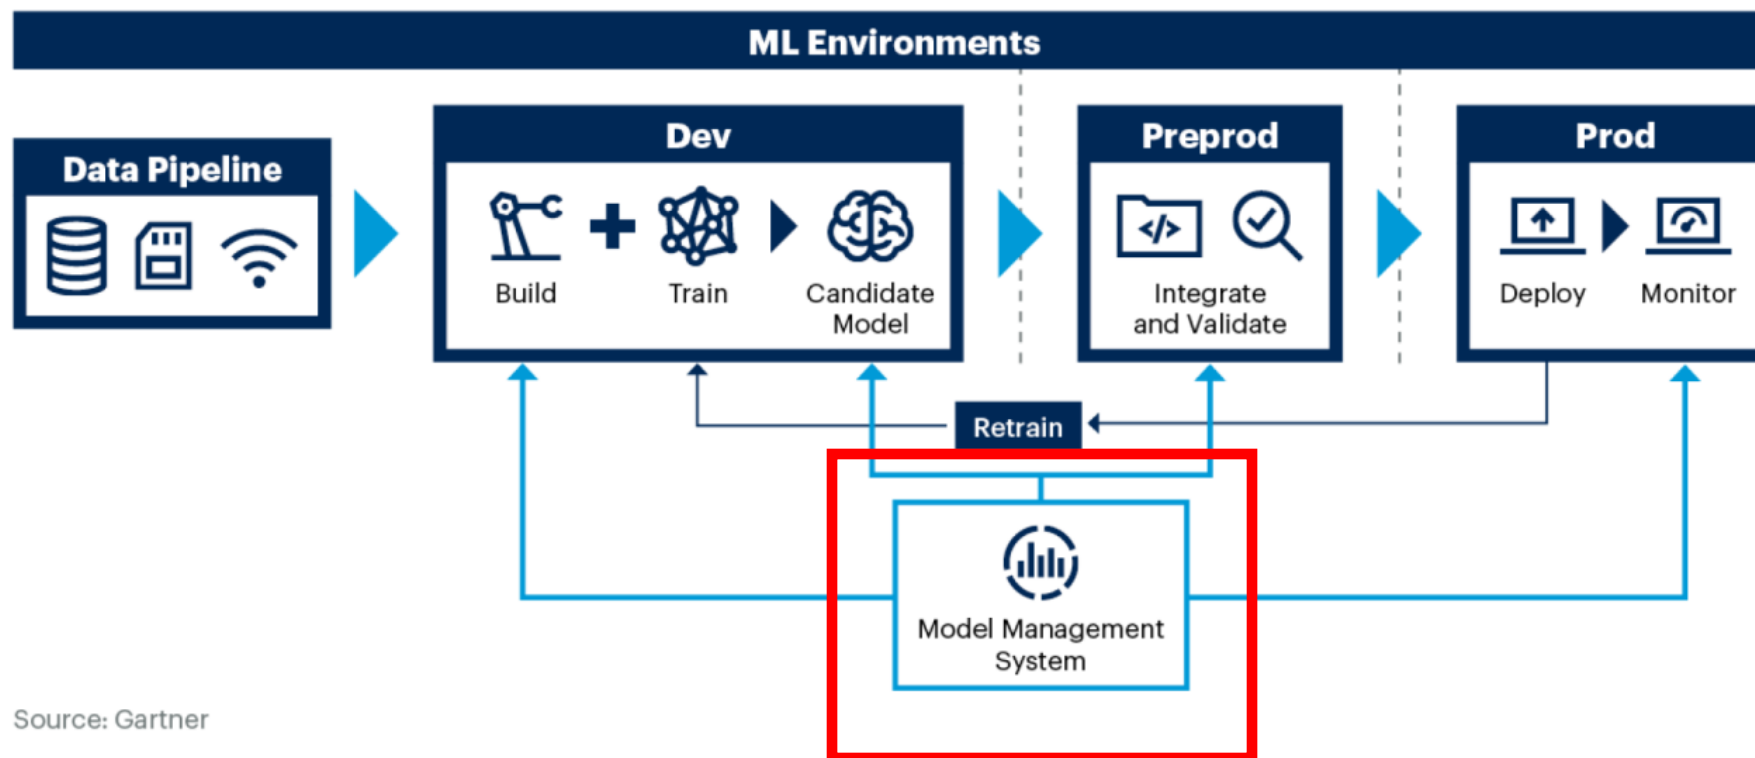 ML Environments
Data Pipeline
Dev
Build
Train
Candidate
Model
Preprod
</>
Integrate
and Validate
Prod
Deploy
Monitor
Retrain
Model Management
System
Source: Gartner